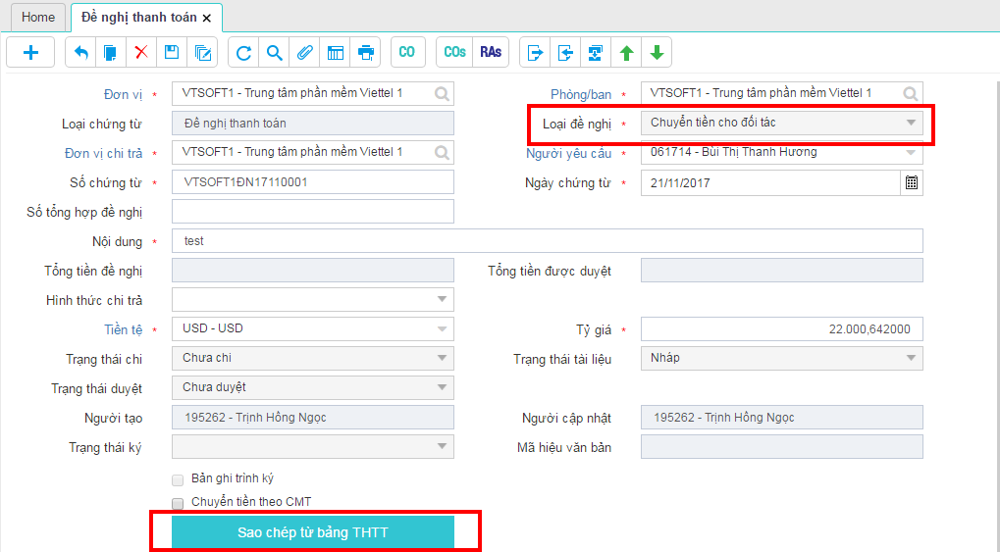 Home Đề nghị thanh toán ×
CO COs RAs
Đơn vị * VTSOFT1 - Trung tâm phần mềm Viettel 1 Phòng/ban * VTSOFT1 - Trung tâm phần mềm Viettel 1
Loại chứng từ Đề nghị thanh toán Loại đề nghị * Chuyển tiền cho đối tác
Đơn vị chi trả * VTSOFT1 - Trung tâm phần mềm Viettel 1 Người yêu cầu * 061714 - Bùi Thị Thanh Hương
Số chứng từ * VTSOFT1ĐN17110001 Ngày chứng từ * 21/11/2017
Số tổng hợp đề nghị
Nội dung * test
Tổng tiền đề nghị Tổng tiền được duyệt
Hình thức chi trả
Tiền tệ * USD - USD Tỷ giá * 22.000,642000
Trạng thái chi Chưa chi Trạng thái tài liệu Nháp
Trạng thái duyệt Chưa duyệt
Người tạo 195262 - Trịnh Hồng Ngọc Người cập nhật 195262 - Trịnh Hồng Ngọc
Trạng thái ký Mã hiệu văn bản
Bản ghi trình ký
Chuyển tiền theo CMT
Sao chép từ bảng THTT